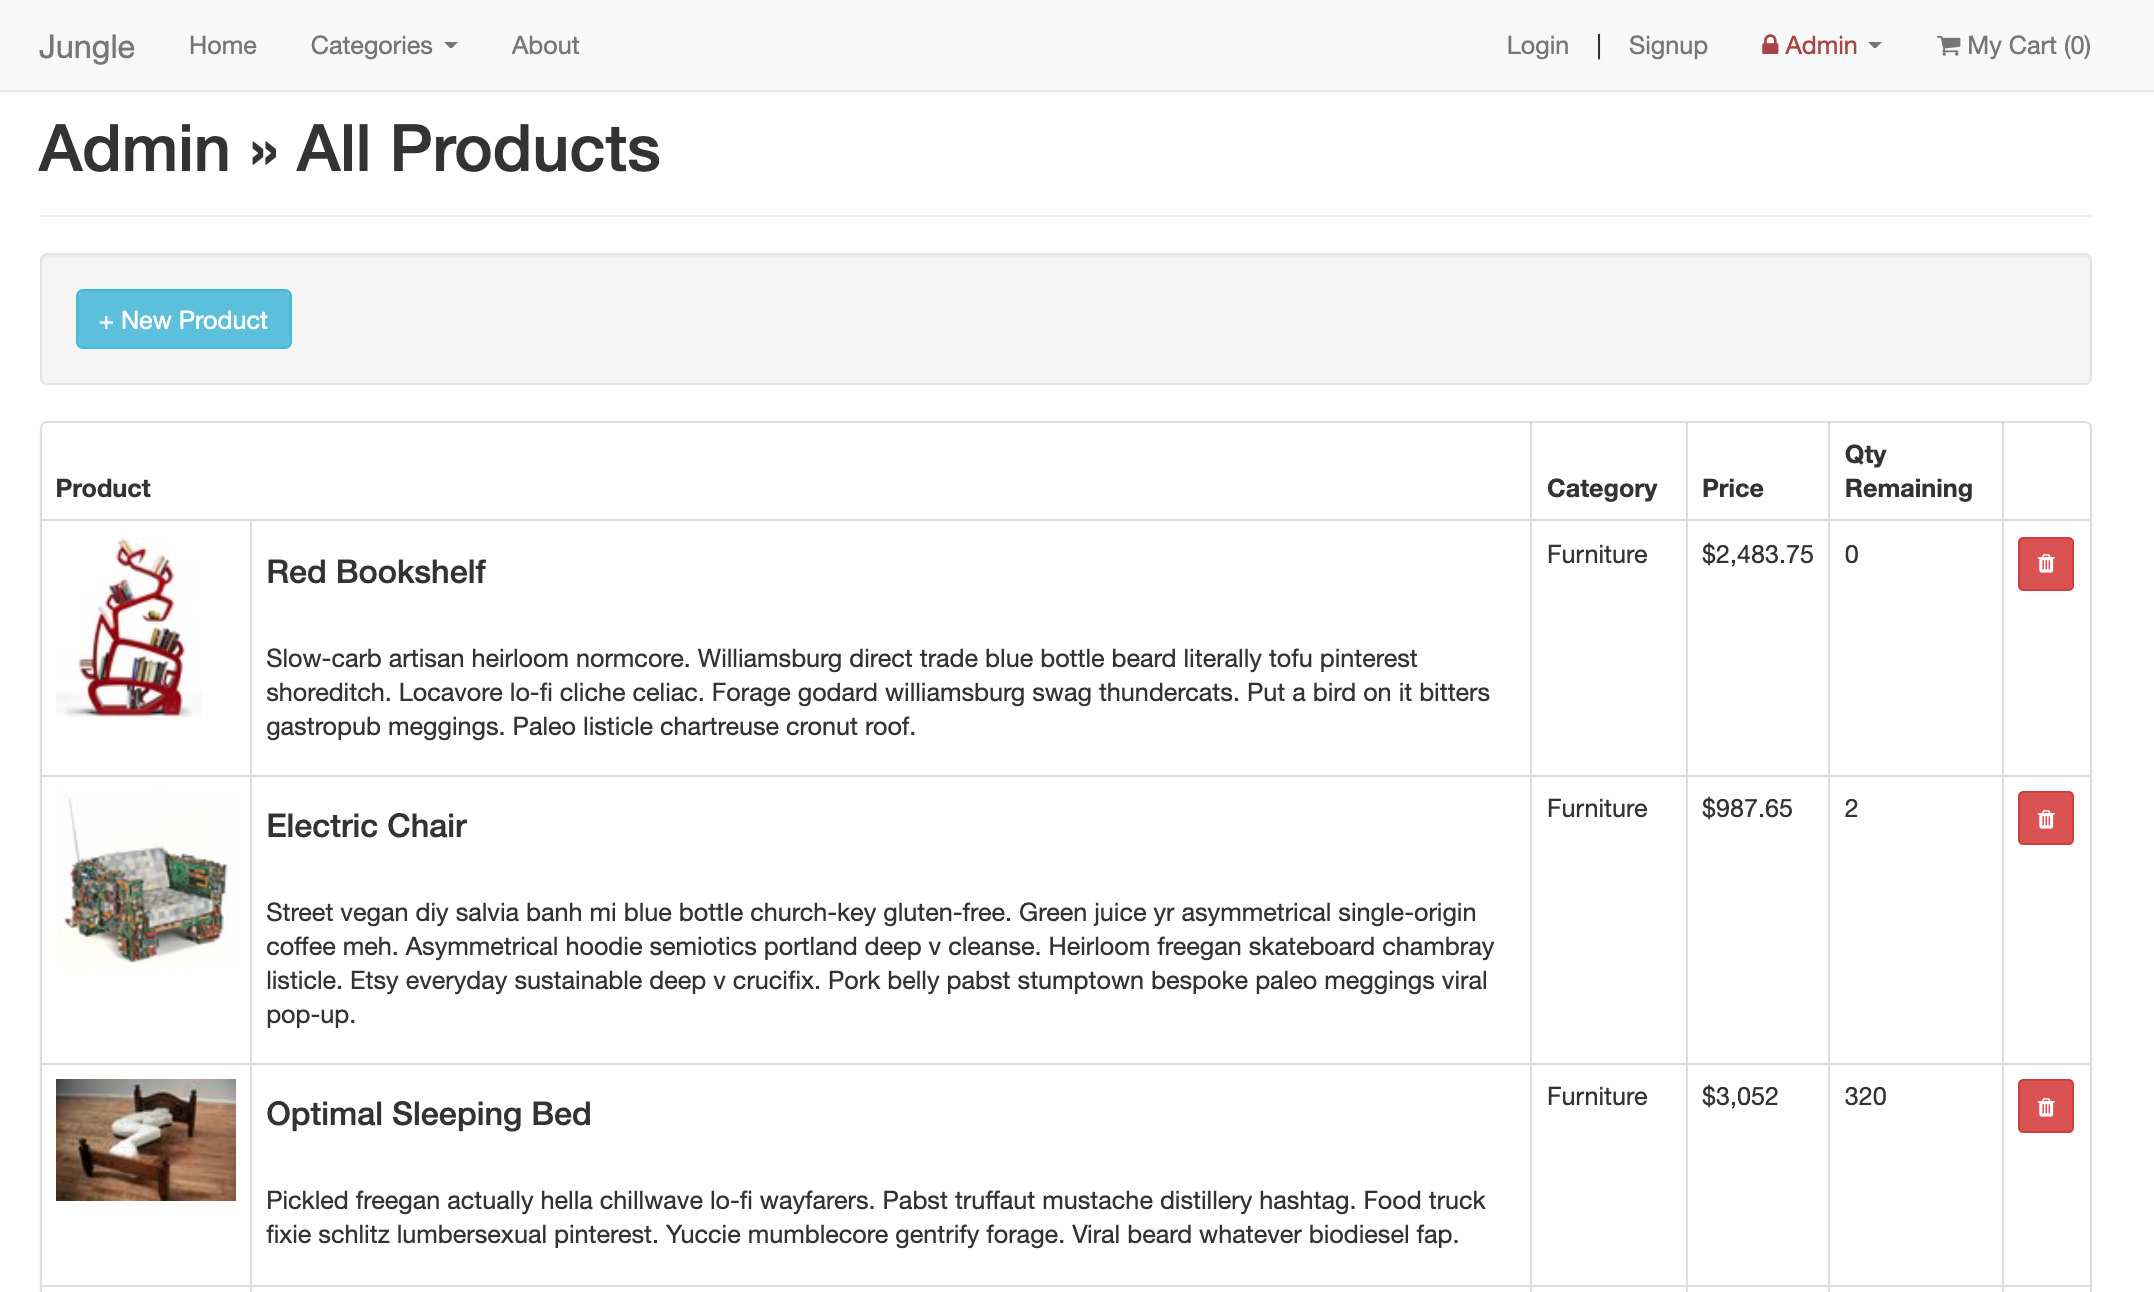 Jungle Home Categories About Login | Signup Admin My Cart (0)
Admin » All Products
+ New Product
Product Category Price Qty Remaining
Red Bookshelf Furniture $2,483.75 0
Slow-carb artisan heirloom normcore. Williamsburg direct trade blue bottle beard literally tofu pinterest
shoreditch. Locavore lo-fi cliche celiac. Forage godard williamsburg swag thundercats. Put a bird on it bitters
gastropub meggings. Paleo listicle chartreuse cronut roof.
Electric Chair Furniture $987.65 2
Street vegan diy salvia banh mi blue bottle church-key gluten-free. Green juice yr asymmetrical single-origin
coffee meh. Asymmetrical hoodie semiotics portland deep v cleanse. Heirloom freegan skateboard chambray
listicle. Etsy everyday sustainable deep v crucifix. Pork belly pabst stumptown bespoke paleo meggings viral
pop-up.
Optimal Sleeping Bed Furniture $3,052 320
Pickled freegan actually hella chillwave lo-fi wayfarers. Pabst truffaut mustache distillery hashtag. Food truck
fixie schlitz lumbersexual pinterest. Yuccie mumblecore gentrify forage. Viral beard whatever biodiesel fap.